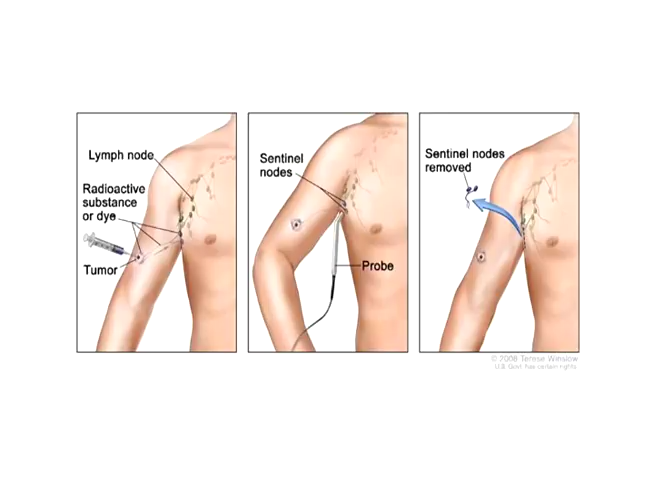 Lymph node
Radioactive
substance
or dye
Tumor
Sentinel
nodes
Probe
Sentinel nodes
removed
© 2008 Terese Winslow
U.S. Govt. has certain rights